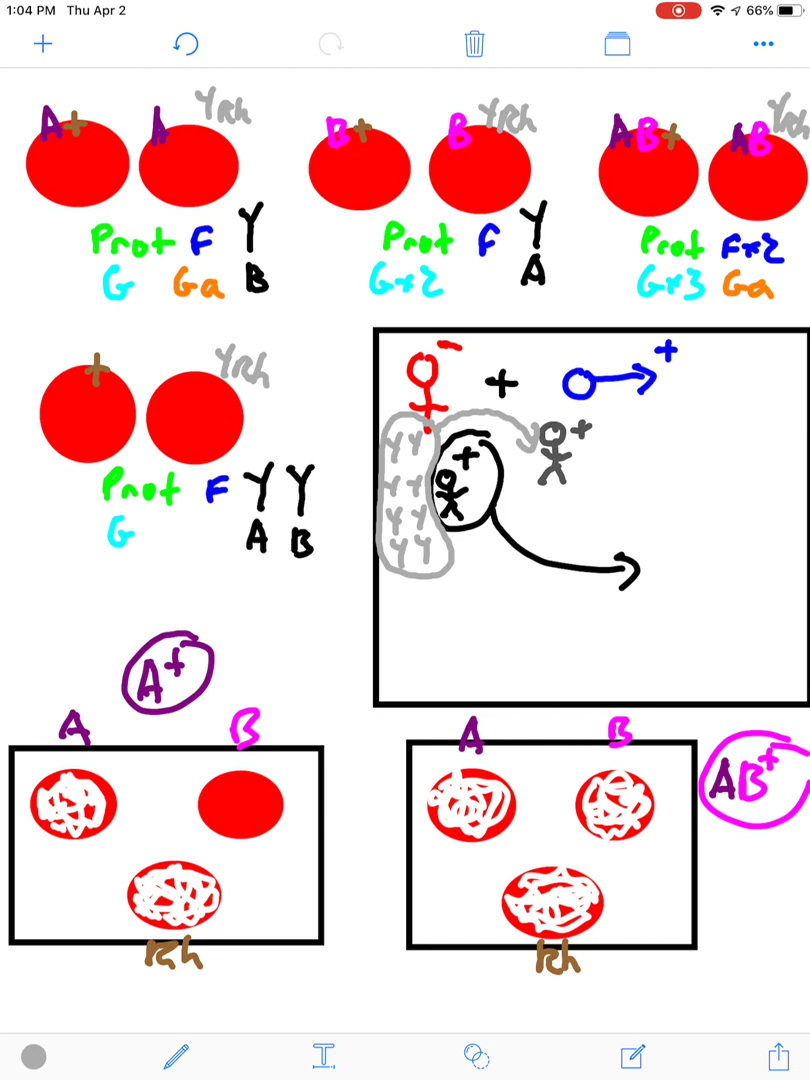 1:04 PM Thu Apr 2 66%
A+ A YRh B+ B YRh AB+ AB YRh
Prot F Y
G Ga B
Prot F Y
G+2 A
Prot F+2
G+3 Ga
+ YRh
Prot F Y Y
G A B
- + +
Y Y
Y Y
Y Y
Y Y
+ +
A+
A B
Rh
A B
AB+
Rh